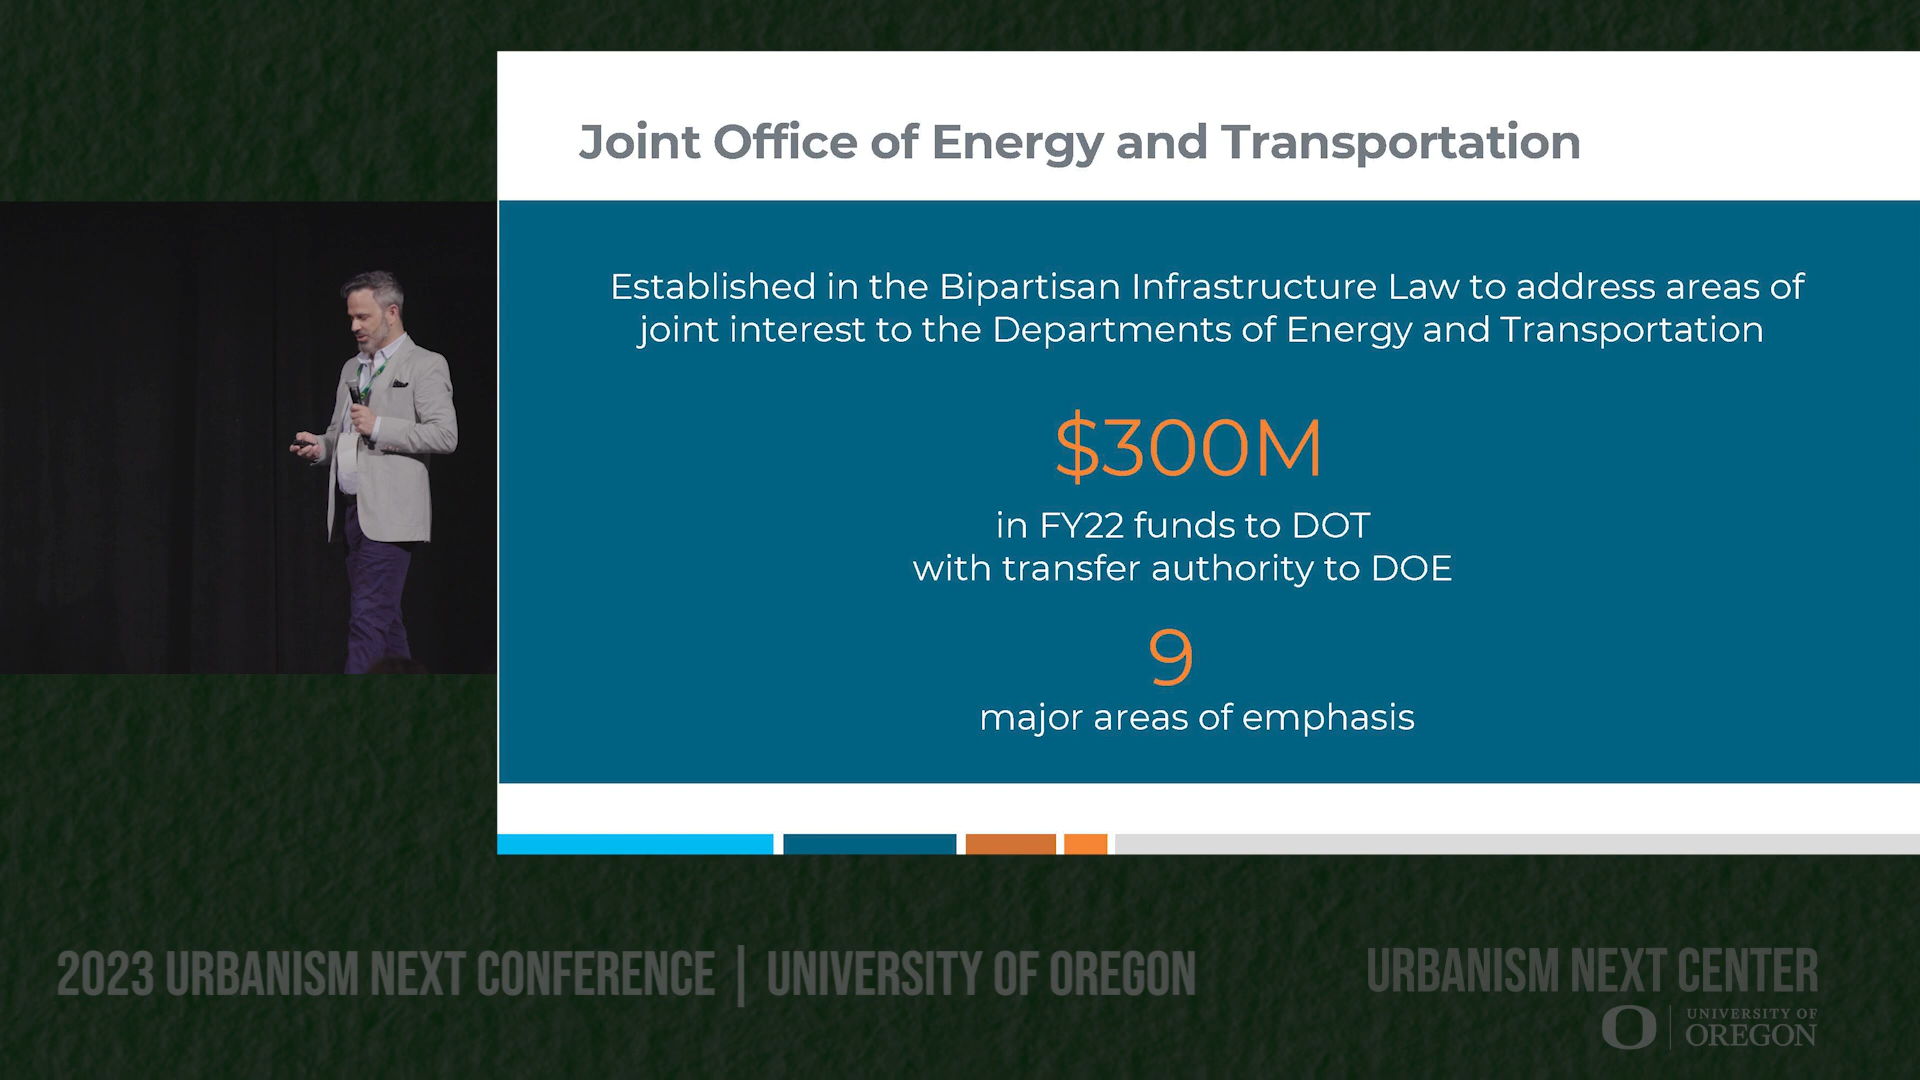 Joint Office of Energy and Transportation
Established in the Bipartisan Infrastructure Law to address areas of
joint interest to the Departments of Energy and Transportation
$300M
in FY22 funds to DOT
with transfer authority to DOE
9
major areas of emphasis
2023 URBANISM NEXT CONFERENCE | UNIVERSITY OF OREGON
URBANISM NEXT CENTER
O | UNIVERSITY OF
OREGON